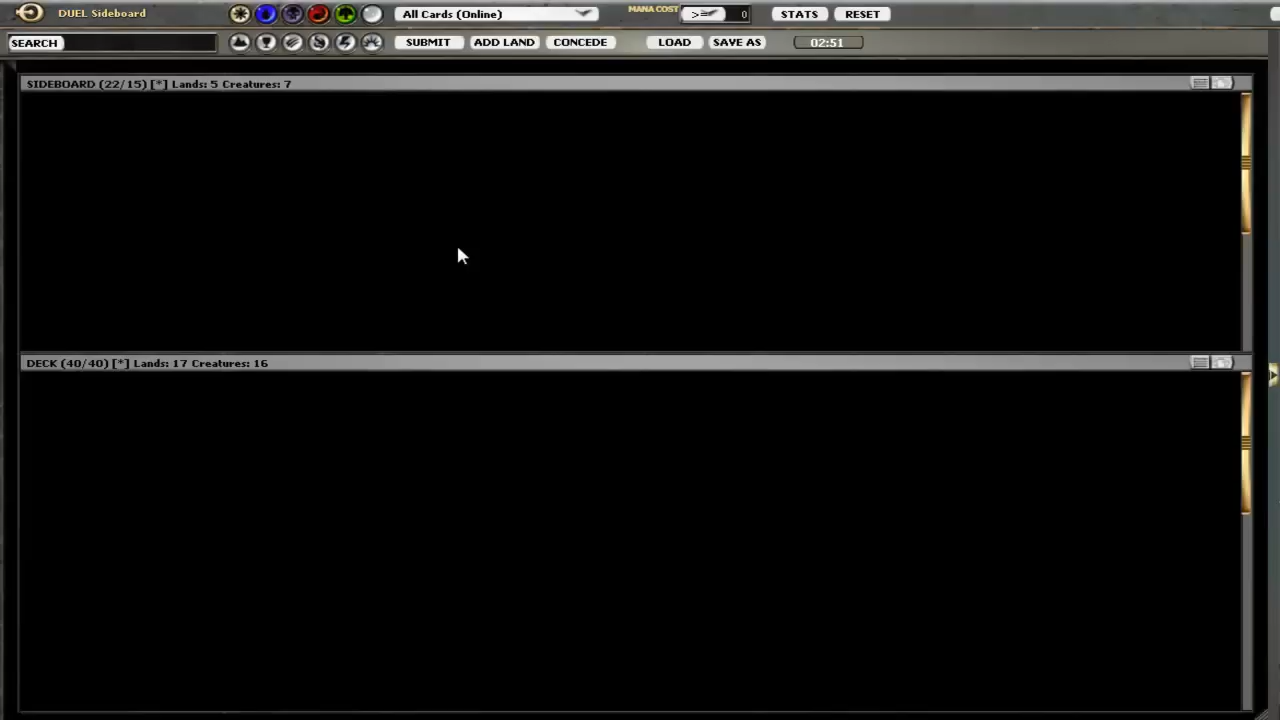 DUEL Sideboard
All Cards (Online)
MANA COST
>=
0
STATS
RESET
SEARCH
SUBMIT
ADD LAND
CONCEDE
LOAD
SAVE AS
02:51
SIDEBOARD (22/15) [*] Lands: 5 Creatures: 7
DECK (40/40) [*] Lands: 17 Creatures: 16